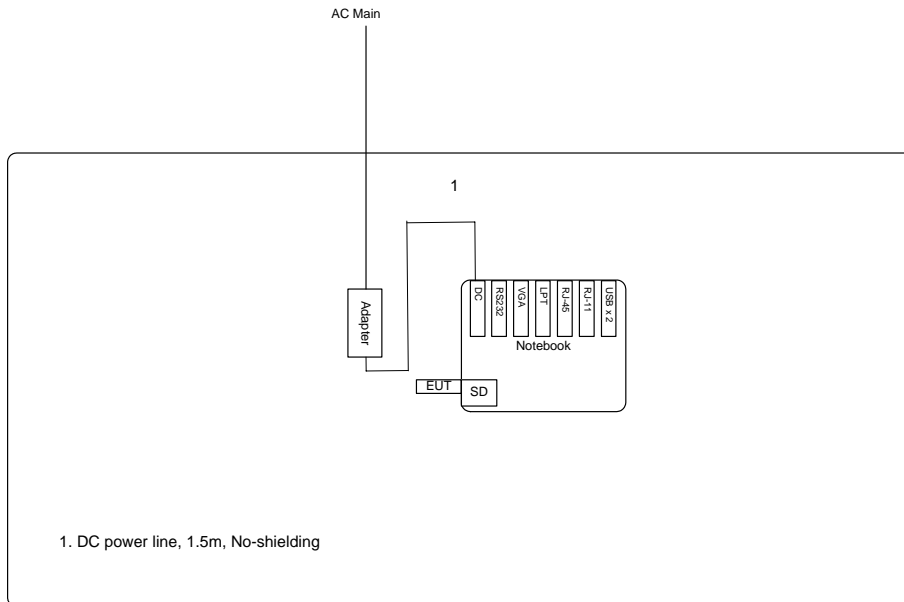 AC Main
1
Adapter
DC
RS232
VGA
LPT
RJ-45
RJ-11
USB x 2
Notebook
EUT
SD
1. DC power line, 1.5m, No-shielding